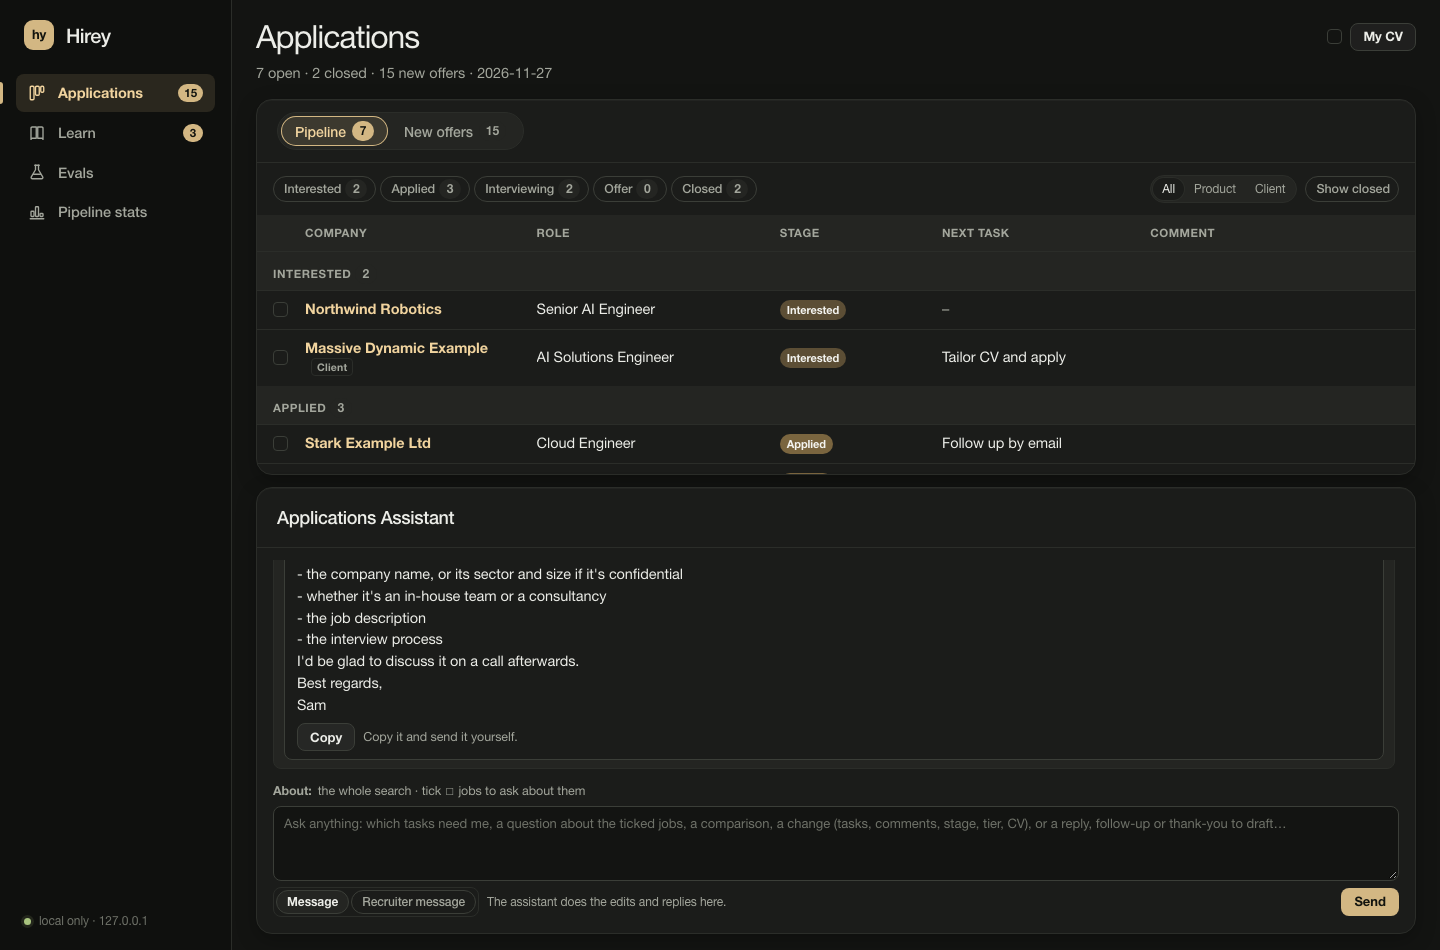 hy Hirey
Applications 15
Learn 3
Evals
Pipeline stats
local only · 127.0.0.1
Applications
My CV
7 open · 2 closed · 15 new offers · 2026-11-27
Pipeline 7 New offers 15
Interested 2 Applied 3 Interviewing 2 Offer 0 Closed 2 All Product Client Show closed
COMPANY ROLE STAGE NEXT TASK COMMENT
INTERESTED 2
Northwind Robotics Senior AI Engineer Interested –
Massive Dynamic Example AI Solutions Engineer Interested Tailor CV and apply
Client
APPLIED 3
Stark Example Ltd Cloud Engineer Applied Follow up by email
Applications Assistant
- the company name, or its sector and size if it's confidential
- whether it's an in-house team or a consultancy
- the job description
- the interview process
I'd be glad to discuss it on a call afterwards.
Best regards,
Sam
Copy Copy it and send it yourself.
About: the whole search · tick □ jobs to ask about them
Ask anything: which tasks need me, a question about the ticked jobs, a comparison, a change (tasks, comments, stage, tier, CV), or a reply, follow-up or thank-you to draft…
Message Recruiter message The assistant does the edits and replies here. Send